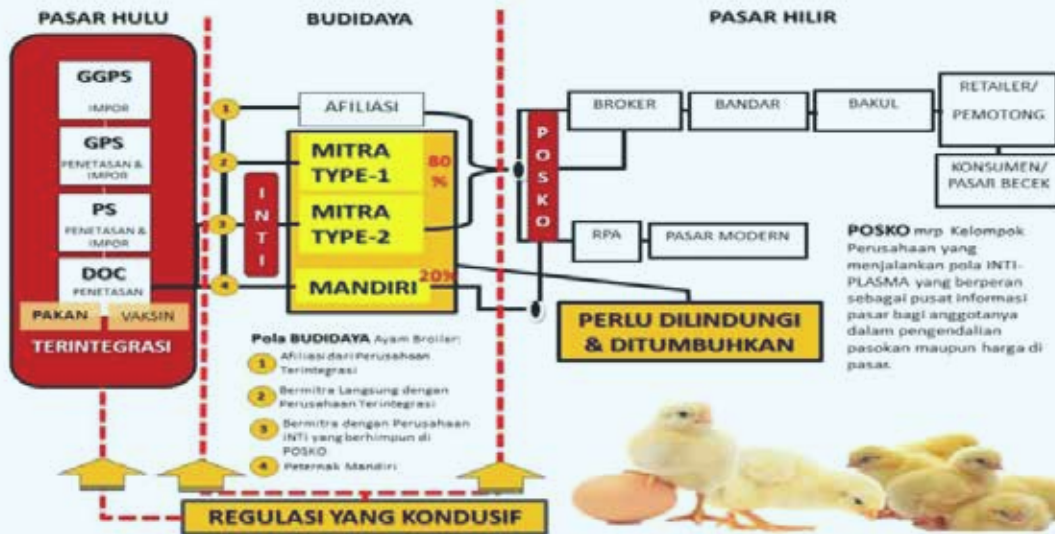 PASAR HULU
GGPS
IMPOR
GPS
PENETASAN &
IMPOR
PS
PENETASAN
& IMPOR
DOC
PENETASAN
PAKAN
VAKSIN
TERINTEGRASI
BUDIDAYA
1
AFILIASI
2
MITRA
TYPE-1
80
%
INTI
3
MITRA
TYPE-2
4
MANDIRI
20%
Pola BUDIDAYA Ayam Broiler:
1 Afiliasi dari Perusahaan
Terintegrasi
2 Bermitra Langsung dengan
Perusahaan Terintegrasi
3 Bermitra dengan Perusahaan
INTI yang berhimpun di
POSKO
4 Peternak Mandiri
PASAR HILIR
POSKO
BROKER
BANDAR
BAKUL
RETAILER/
PEMOTONG
KONSUMEN/
PASAR BECEK
RPA
PASAR MODERN
PERLU DILINDUNGI
& DITUMBUHKAN
POSKO mrp Kelompok
Perusahaan yang
menjalankan pola INTI-
PLASMA yang berperan
sebagai pusat informasi
pasar bagi anggotanya
dalam pengendalian
pasokan maupun harga di
pasar.
REGULASI YANG KONDUSIF